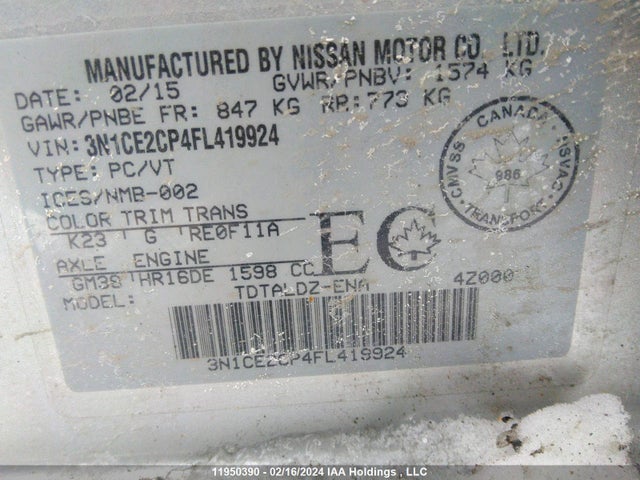 MANUFACTURED BY NISSAN MOTOR CO., LTD.
DATE: 02/15 GVWR/PNBV: 1574 KG
GAWR/PNBE FR: 847 KG RR: 773 KG
VIN: 3N1CE2CP4FL419924
TYPE: PC/VT
ICES/NMB-002
COLOR TRIM TRANS
K23 G RE0F11A
AXLE ENGINE
GM38 HR16DE 1598 CC
MODEL: TDTALDZ-ENA 4Z000
EC
CANADA
CMVSS NSVAC
986
TRANSPORT
3N1CE2CP4FL419924
11950390 - 02/16/2024 IAA Holdings , LLC